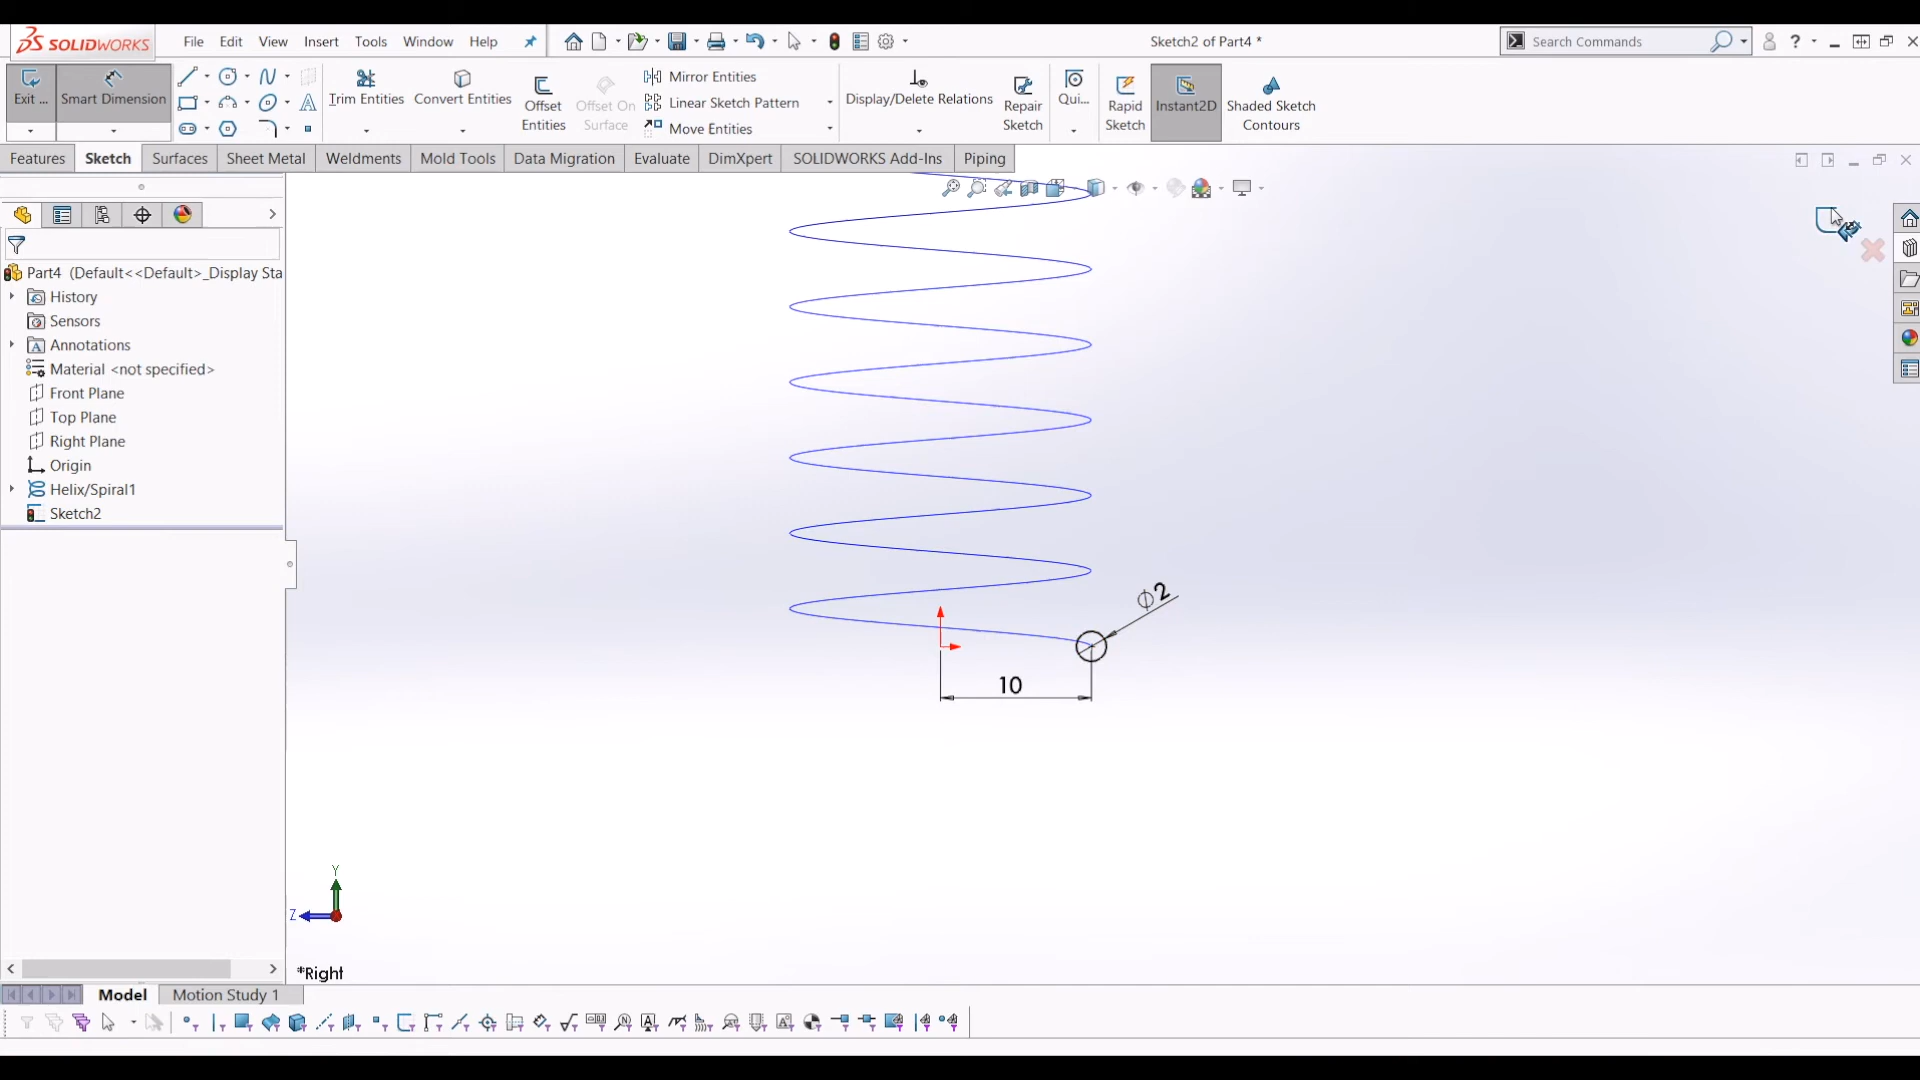 SOLIDWORKS File Edit View Insert Tools Window Help Sketch2 of Part4 * Search Commands ?
Exit ... Smart Dimension Trim Entities Convert Entities Offset Entities Offset On Surface Mirror Entities Display/Delete Relations Repair Sketch Qui... Rapid Sketch Instant2D Shaded Sketch Contours
Linear Sketch Pattern
Move Entities
Features Sketch Surfaces Sheet Metal Weldments Mold Tools Data Migration Evaluate DimXpert SOLIDWORKS Add-Ins Piping
Part4 (Default<<Default>_Display Sta
History
Sensors
Annotations
Material <not specified>
Front Plane
Top Plane
Right Plane
Origin
Helix/Spiral1
Sketch2
∅2
10
Y
Z
*Right
Model Motion Study 1